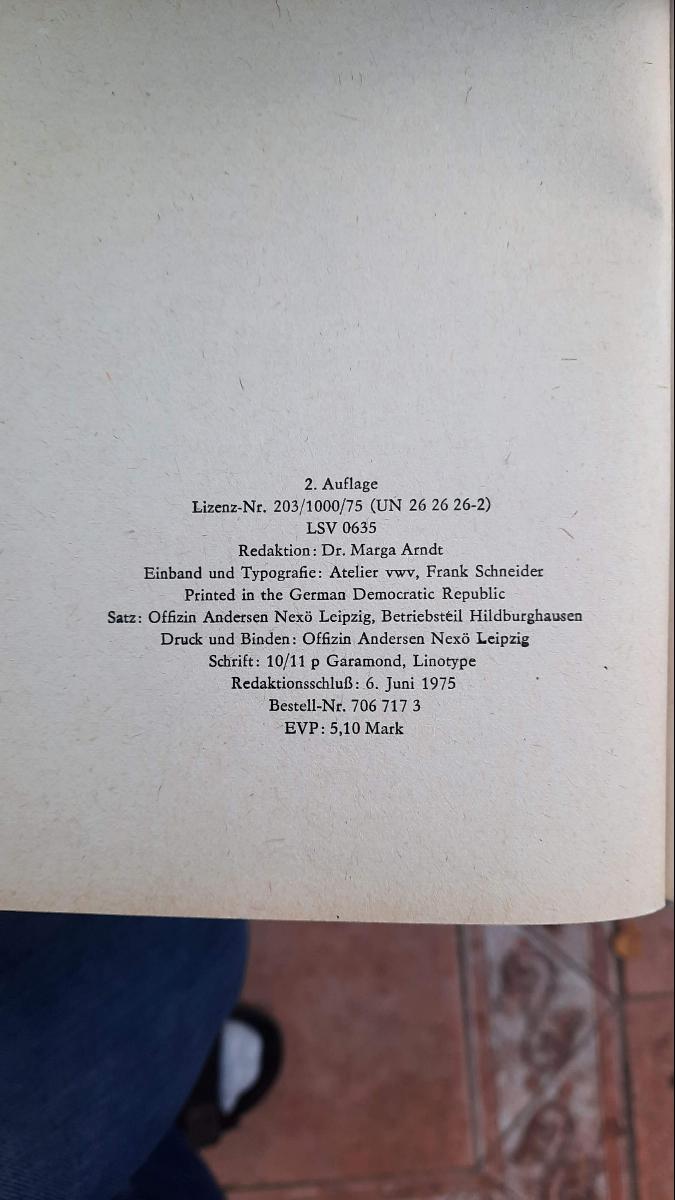 2. Auflage
Lizenz-Nr. 203/1000/75 (UN 26 26 26-2)
LSV 0635
Redaktion: Dr. Marga Arndt
Einband und Typografie: Atelier vwv, Frank Schneider
Printed in the German Democratic Republic
Satz: Offizin Andersen Nexö Leipzig, Betriebsteil Hildburghausen
Druck und Binden: Offizin Andersen Nexö Leipzig
Schrift: 10/11 p Garamond, Linotype
Redaktionsschluß: 6. Juni 1975
Bestell-Nr. 706 717 3
EVP: 5,10 Mark